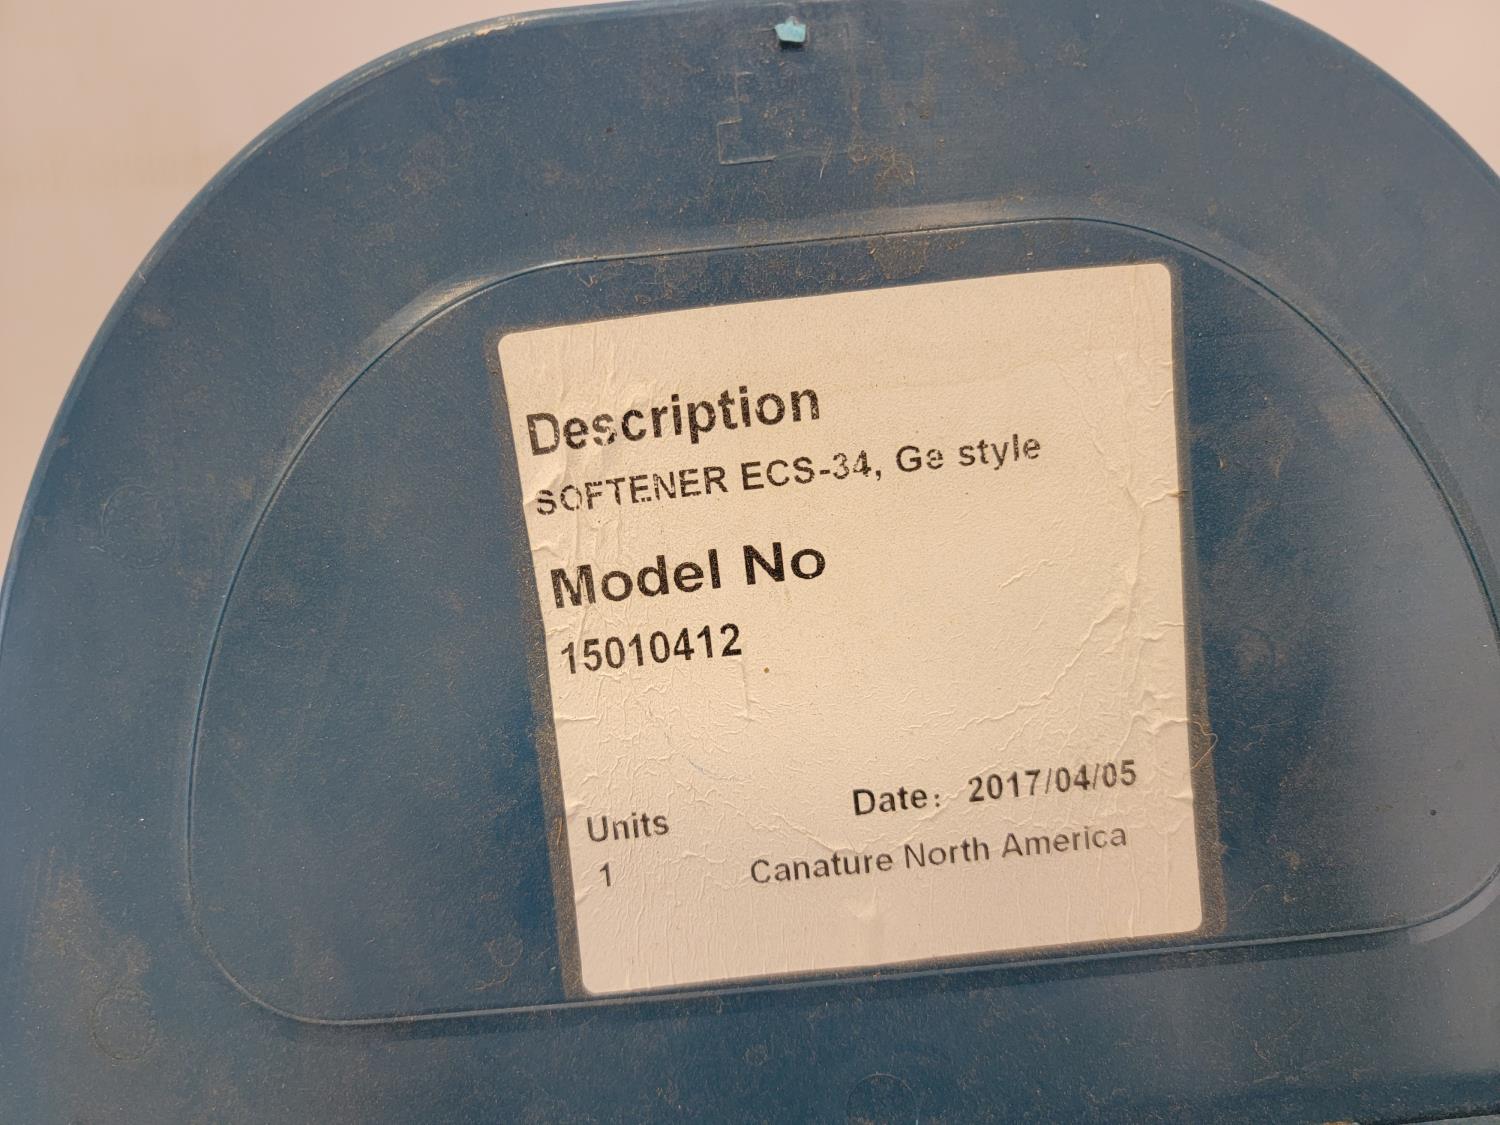 Description
SOFTENER ECS-34, Ge style
Model No
15010412
Date: 2017/04/05
Units
1
Canature North America